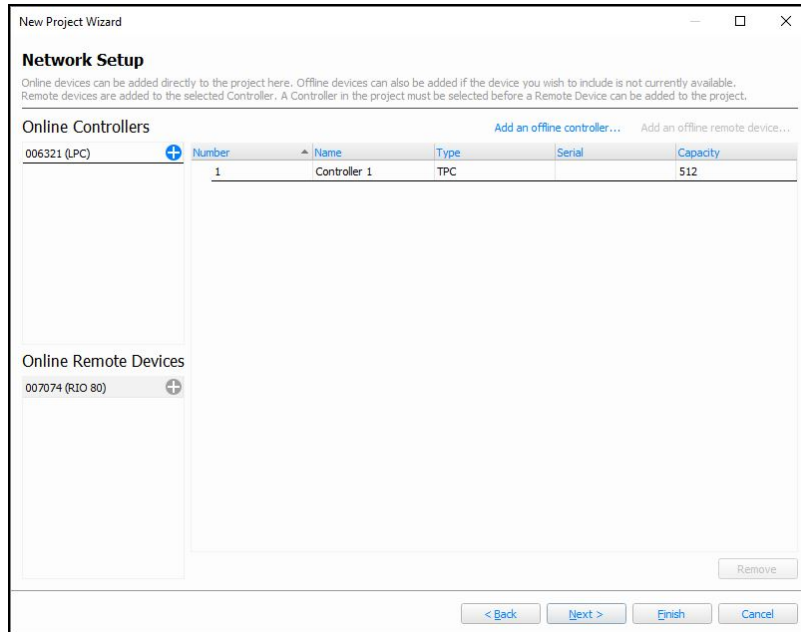 New Project Wizard
Network Setup
Online devices can be added directly to the project here. Offline devices can also be added if the device you wish to include is not currently available.
Remote devices are added to the selected Controller. A Controller in the project must be selected before a Remote Device can be added to the project.
Online Controllers
Add an offline controller... Add an offline remote device...
006321 (LPC)
Number Name Type Serial Capacity
1 Controller 1 TPC 512
Online Remote Devices
007074 (RIO 80)
Remove
< Back Next > Finish Cancel